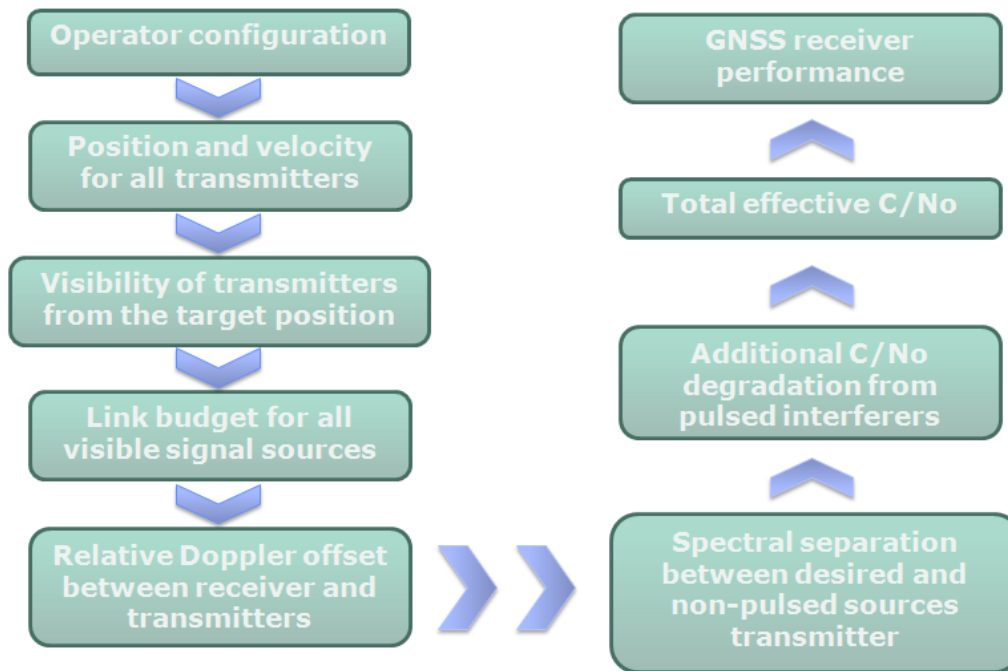 Operator configuration
Position and velocity
for all transmitters
Visibility of transmitters
from the target position
Link budget for all
visible signal sources
Relative Doppler offset
between receiver and
transmitters
Spectral separation
between desired and
non-pulsed sources
transmitter
Additional C/No
degradation from
pulsed interferers
Total effective C/No
GNSS receiver
performance